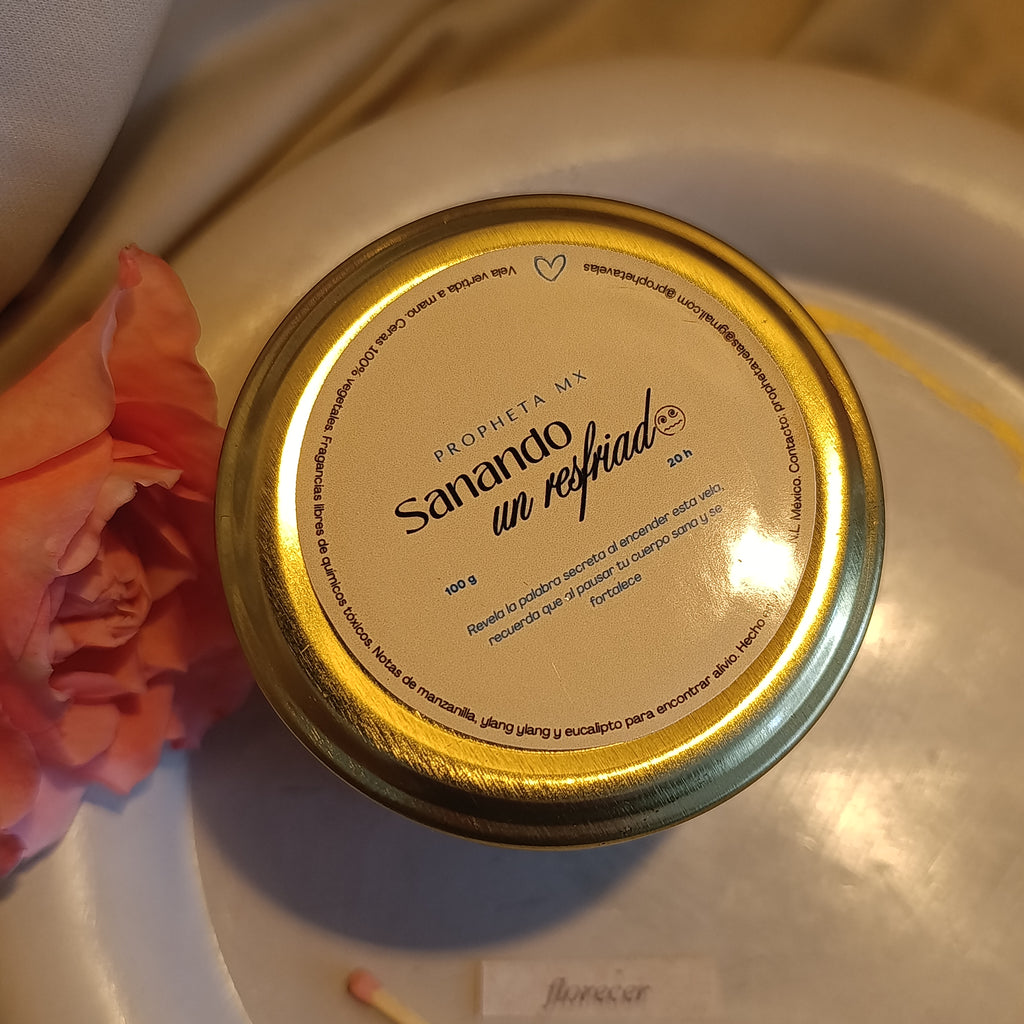 PROPHETA MX
Sanando
un resfriado
20 h
100 g
Revela la palabra secreta al encender esta vela,
recuerda que al pausar tu cuerpo sana y se
fortalece
Vela vertida a mano. Ceras 100% vegetales. Fragancias libres de químicos tóxicos. Notas de manzanilla, ylang ylang y eucalipto para encontrar alivio. Hecho N.L. México. Contacto: prophetavelas@gmail.com @prophetavelas
florecer